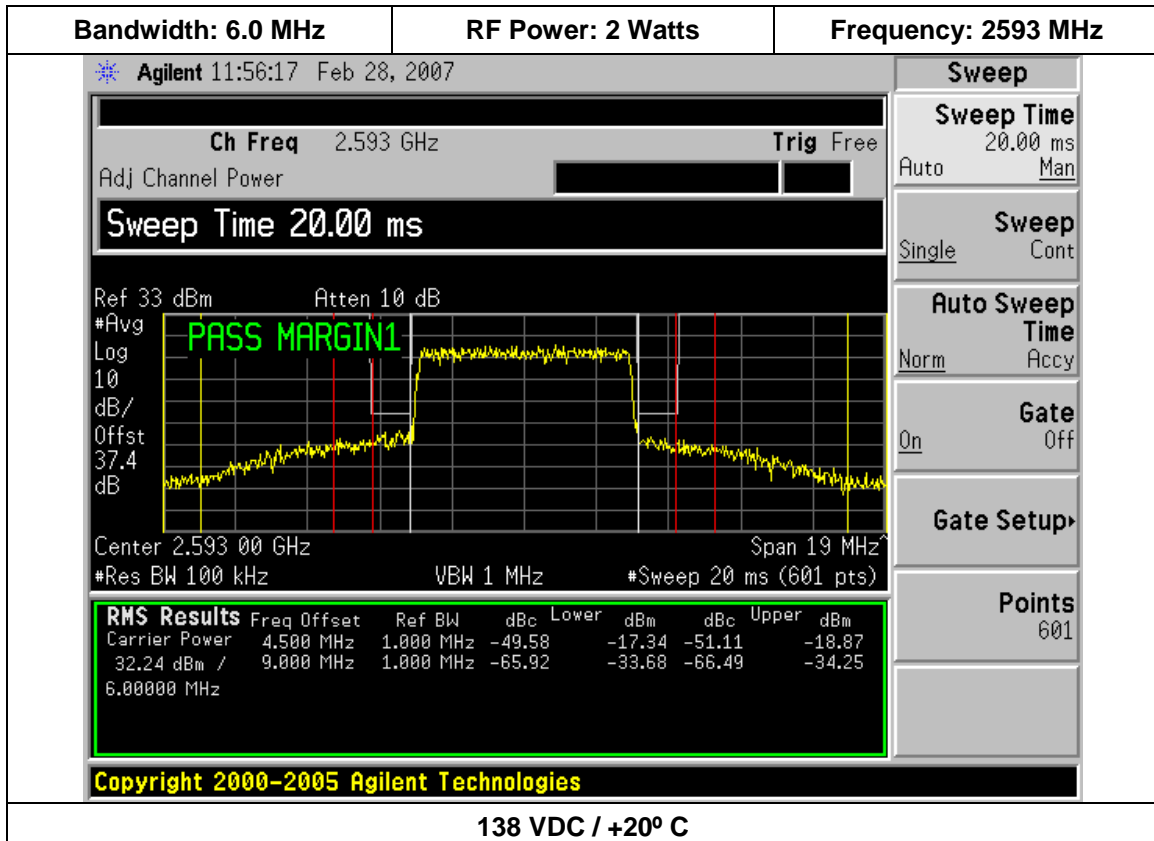 Bandwidth: 6.0 MHz RF Power: 2 Watts Frequency: 2593 MHz
Agilent 11:56:17 Feb 28, 2007 Sweep
Ch Freq 2.593 GHz Trig Free
Adj Channel Power
Sweep Time 20.00 ms
Sweep Time
20.00 ms
Auto Man
Sweep
Single Cont
Auto Sweep
Time
Norm Accy
Gate
On Off
Gate Setup
Points
601
Ref 33 dBm Atten 10 dB
#Avg
Log
10
dB/
Offst
37.4
dB
PASS MARGIN1
Center 2.593 00 GHz Span 19 MHz^
#Res BW 100 kHz VBW 1 MHz #Sweep 20 ms (601 pts)
RMS Results Freq Offset Ref BW dBc Lower dBm dBc Upper dBm
Carrier Power 4.500 MHz 1.000 MHz -49.58 -17.34 -51.11 -18.87
32.24 dBm / 9.000 MHz 1.000 MHz -65.92 -33.68 -66.49 -34.25
6.00000 MHz
Copyright 2000-2005 Agilent Technologies
138 VDC / +20º C